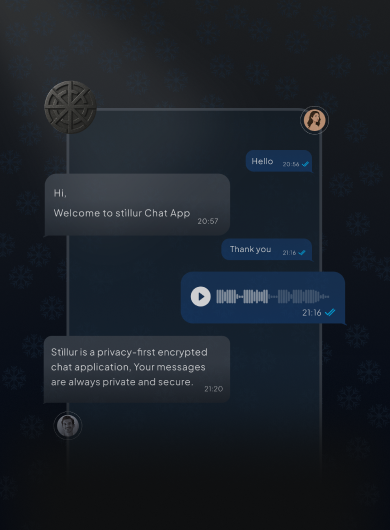 Hello 20:56
Hi,
Welcome to stillur Chat App
20:57
Thank you 21:16
21:16
Stillur is a privacy-first encrypted
chat application, Your messages
are always private and secure.
21:20